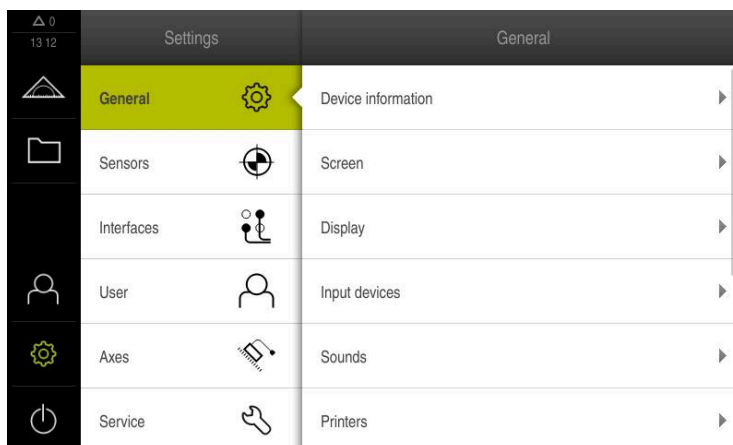 0
13 12
Settings
General
General
Sensors
Interfaces
User
Axes
Service
Device information
Screen
Display
Input devices
Sounds
Printers